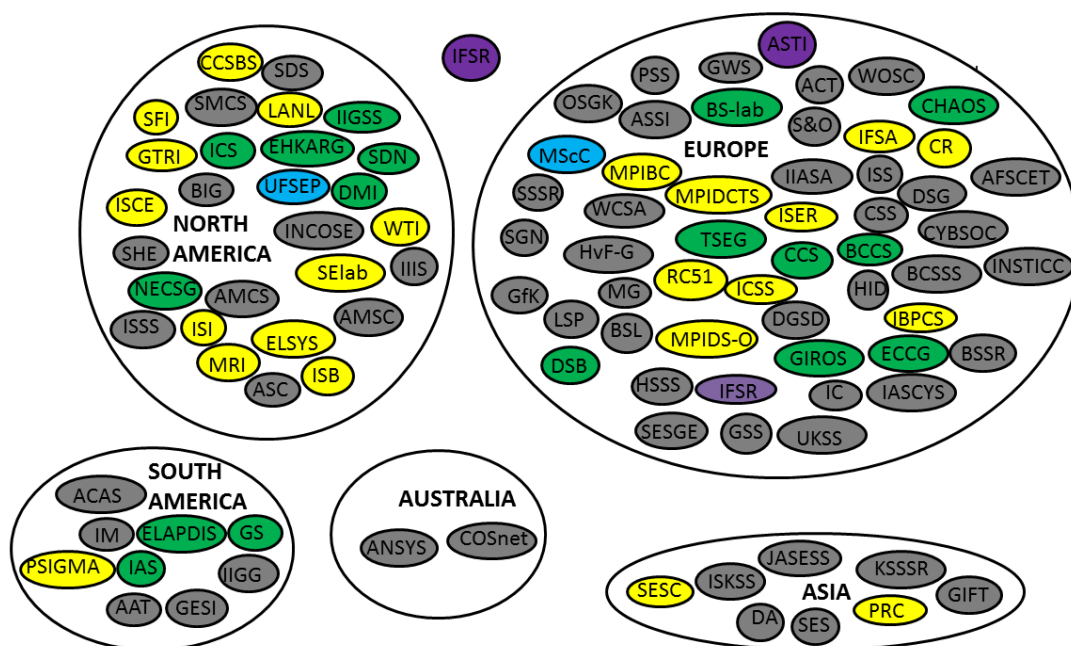 CCSBS
SDS
SMCS
LANL
IIGSS
SFI
GTRI
ICS
EHKARG
SDN
BIG
UFSEP
DMI
ISCE
NORTH
AMERICA
INCOSE
WTI
SHE
SElab
IIIS
NECSG
AMCS
AMSC
ISSS
ISI
ELSYS
MRI
ASC
ISB
IFSR
ASTI
PSS
GWS
ACT
WOSC
OSGK
ASSI
BS-lab
S&O
CHAOS
IFSA
CR
MScC
EUROPE
MPIBC
IIASA
ISS
AFSCET
SSSR
WCSA
MPIDCTS
ISER
CSS
DSG
CYBSOC
SGN
HvF-G
TSEG
CCS
BCCS
BCSSS
INSTICC
GfK
MG
RC51
ICSS
HID
LSP
BSL
MPIDS-O
DGSD
IBPCS
DSB
GIROS
ECCG
BSSR
HSSS
IFSR
IC
IASCYS
SESGE
GSS
UKSS
SOUTH
AMERICA
ACAS
IM
ELAPDIS
GS
PSIGMA
IAS
IIGG
AAT
GESI
AUSTRALIA
ANSYS
COSnet
JASESS
KSSSR
SESC
ISKSS
ASIA
PRC
GIFT
DA
SES